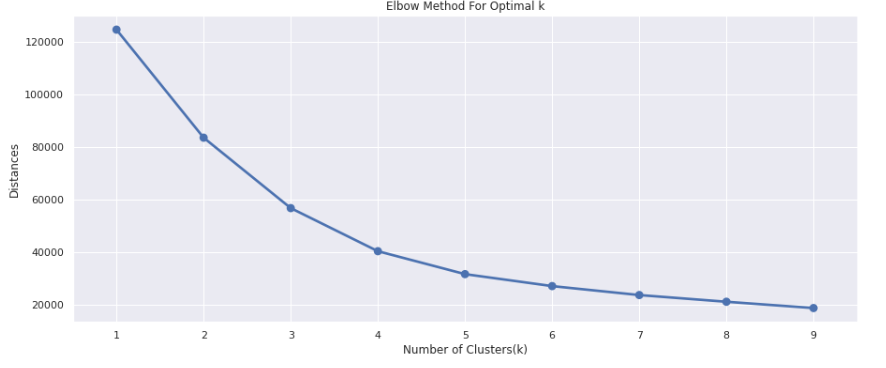 Elbow Method For Optimal k
120000
100000
80000
60000
40000
20000
Distances
1 2 3 4 5 6 7 8 9
Number of Clusters(k)